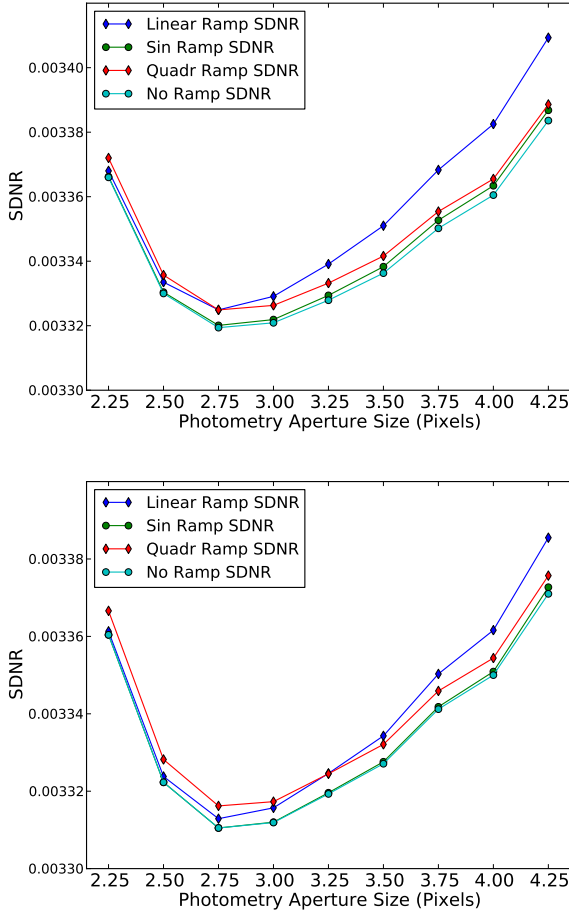 Linear Ramp SDNR
Sin Ramp SDNR
Quadr Ramp SDNR
No Ramp SDNR
0.00340
0.00338
0.00336
0.00334
0.00332
0.00330
SDNR
2.25 2.50 2.75 3.00 3.25 3.50 3.75 4.00 4.25
Photometry Aperture Size (Pixels)
Linear Ramp SDNR
Sin Ramp SDNR
Quadr Ramp SDNR
No Ramp SDNR
0.00338
0.00336
0.00334
0.00332
0.00330
SDNR
2.25 2.50 2.75 3.00 3.25 3.50 3.75 4.00 4.25
Photometry Aperture Size (Pixels)